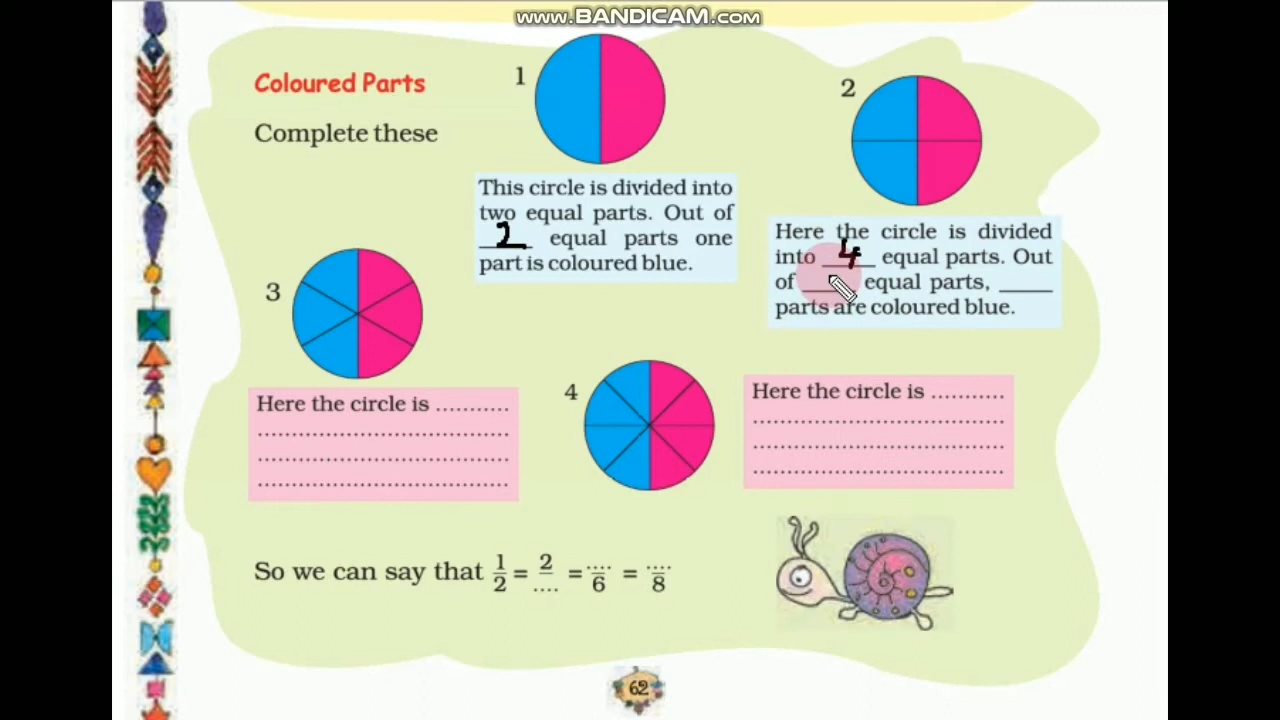 www.BANDICAM.com
Coloured Parts
Complete these
1
This circle is divided into
two equal parts. Out of
2 equal parts one
part is coloured blue.
2
Here the circle is divided
into 4 equal parts. Out
of ____ equal parts, ____
parts are coloured blue.
3
Here the circle is ...........
...............................
...............................
...............................
4
Here the circle is ...........
...............................
...............................
...............................
So we can say that 1/2 = 2/.... = ..../6 = ..../8
62